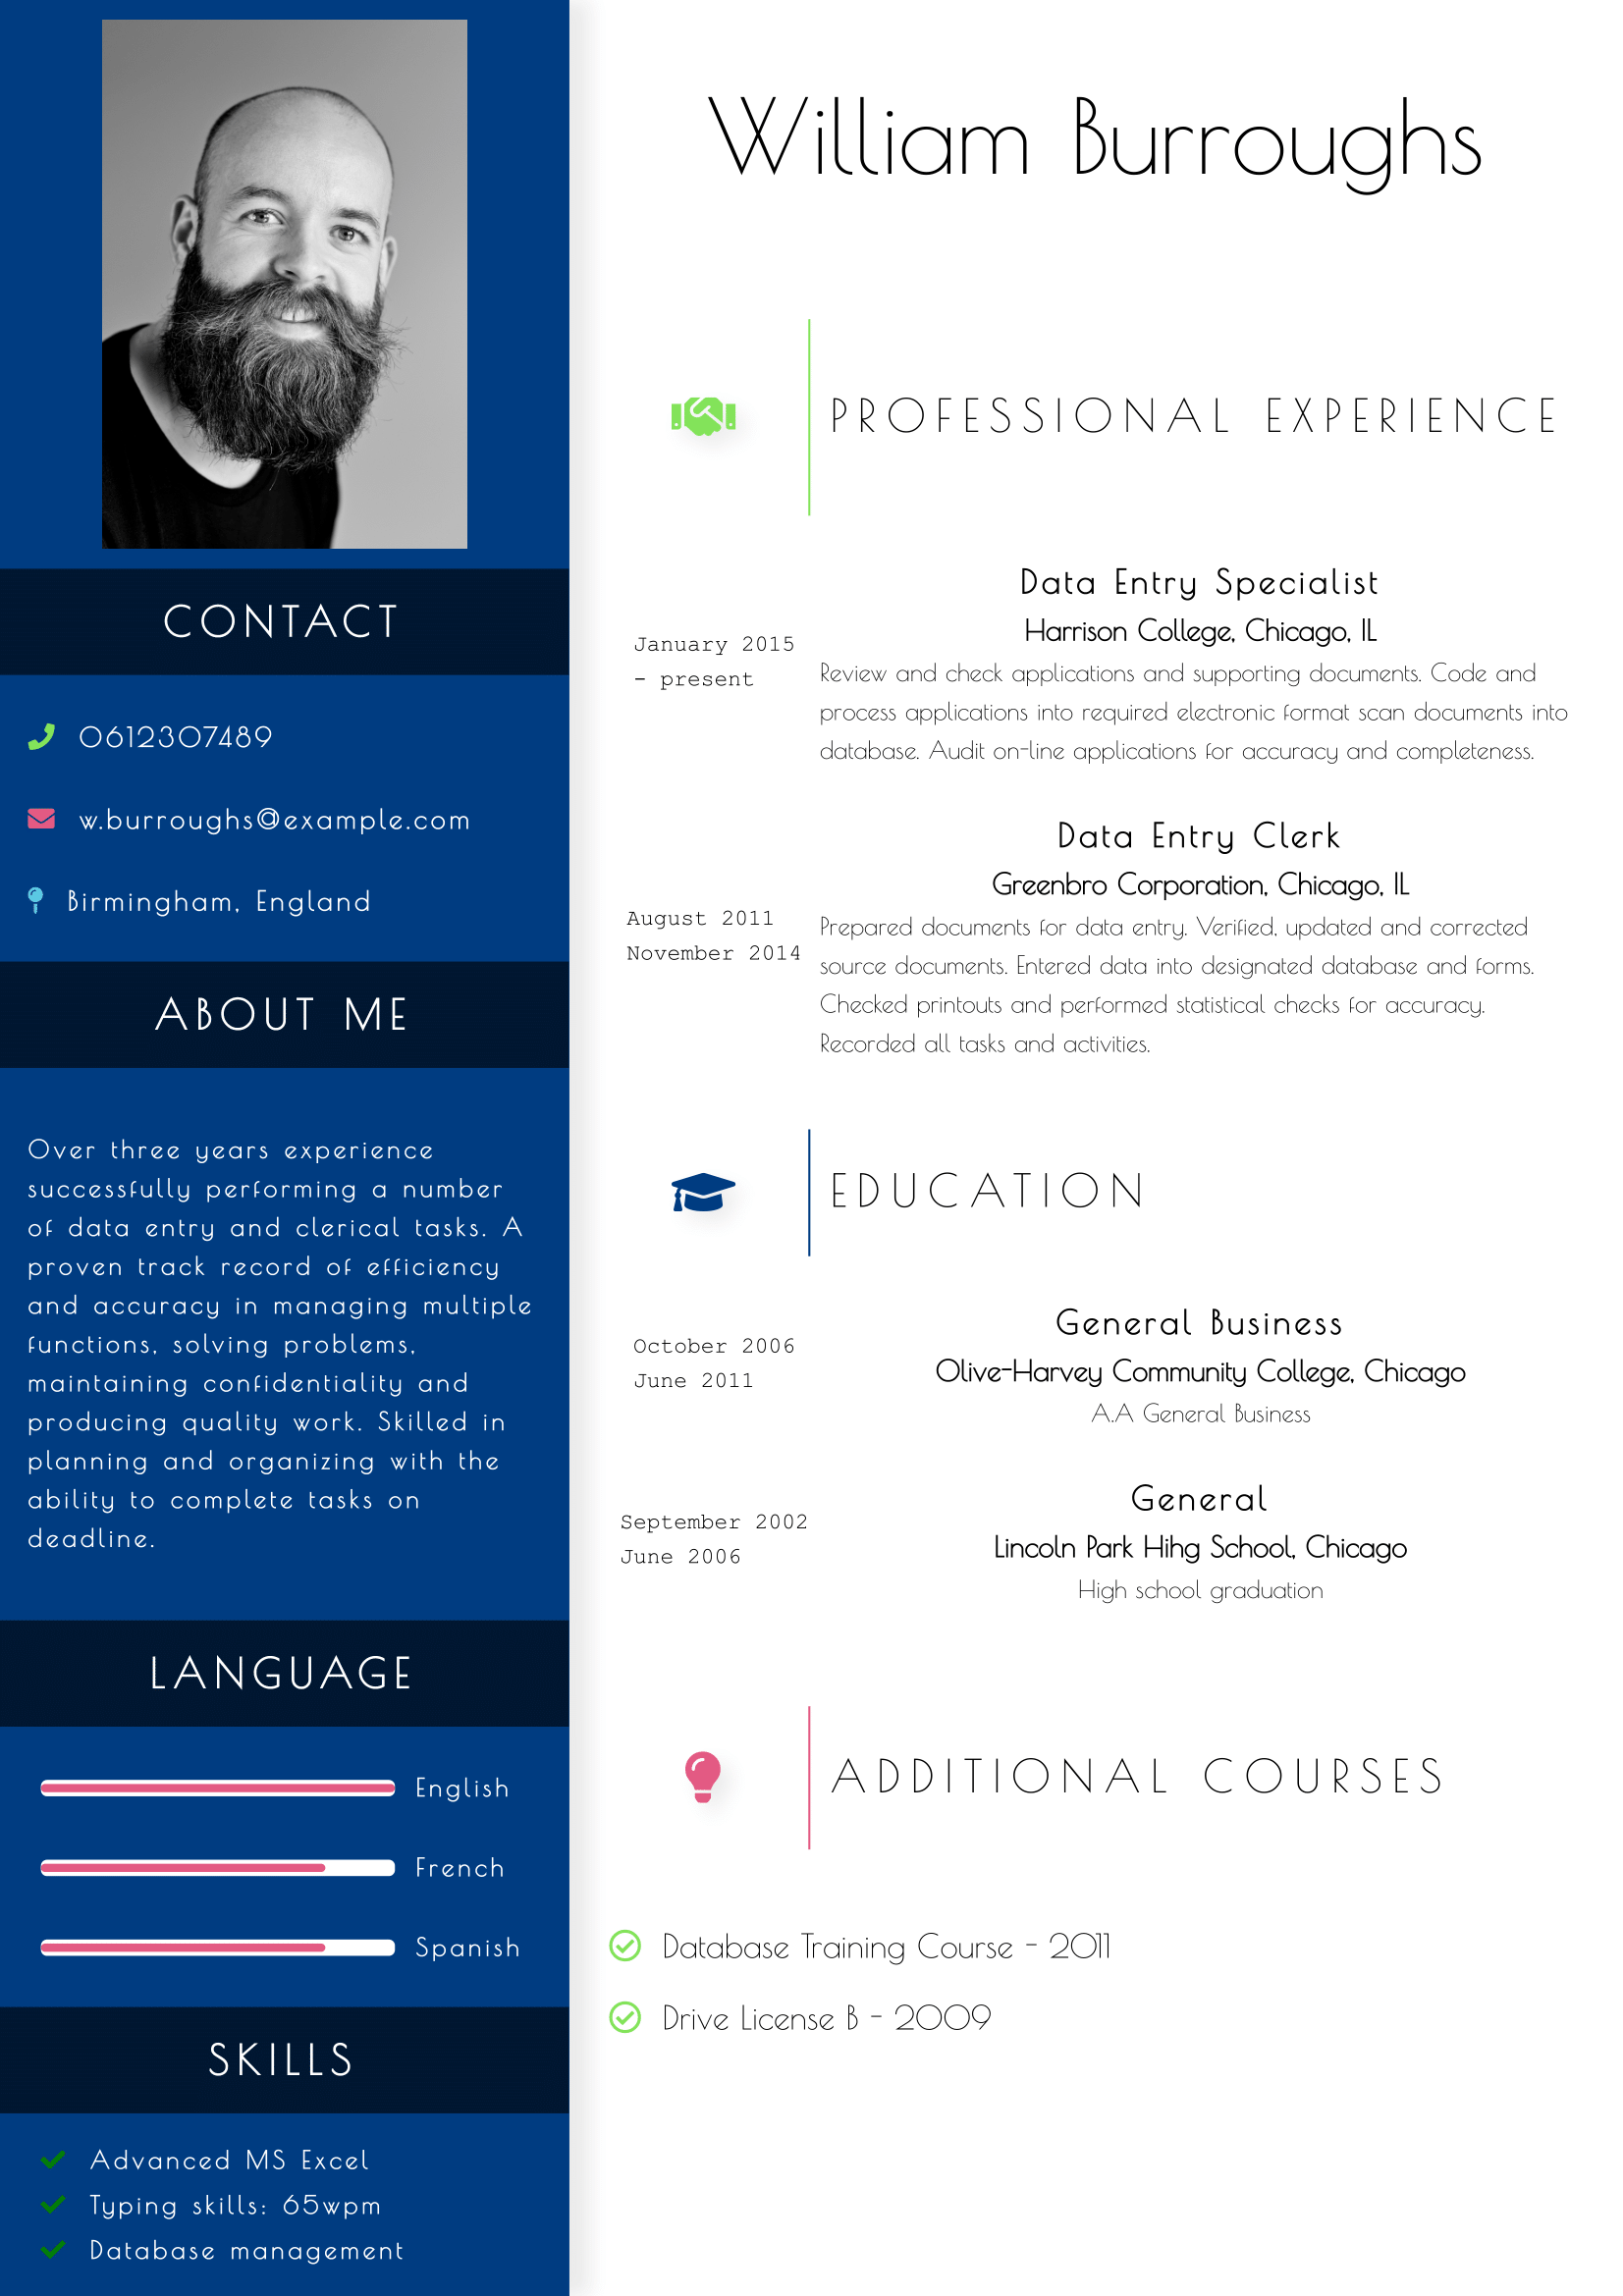 William Burroughs
CONTACT
0612307489
w.burroughs@example.com
Birmingham, England
ABOUT ME
Over three years experience
successfully performing a number
of data entry and clerical tasks. A
proven track record of efficiency
and accuracy in managing multiple
functions, solving problems,
maintaining confidentiality and
producing quality work. Skilled in
planning and organizing with the
ability to complete tasks on
deadline.
LANGUAGE
English
French
Spanish
SKILLS
Advanced MS Excel
Typing skills: 65wpm
Database management
PROFESSIONAL EXPERIENCE
January 2015
- present
Data Entry Specialist
Harrison College, Chicago, IL
Review and check applications and supporting documents. Code and
process applications into required electronic format scan documents into
database. Audit on-line applications for accuracy and completeness.
August 2011
November 2014
Data Entry Clerk
Greenbro Corporation, Chicago, IL
Prepared documents for data entry. Verified, updated and corrected
source documents. Entered data into designated database and forms.
Checked printouts and performed statistical checks for accuracy.
Recorded all tasks and activities.
EDUCATION
October 2006
June 2011
General Business
Olive-Harvey Community College, Chicago
A.A General Business
September 2002
June 2006
General
Lincoln Park Hihg School, Chicago
High school graduation
ADDITIONAL COURSES
Database Training Course - 2011
Drive License B - 2009